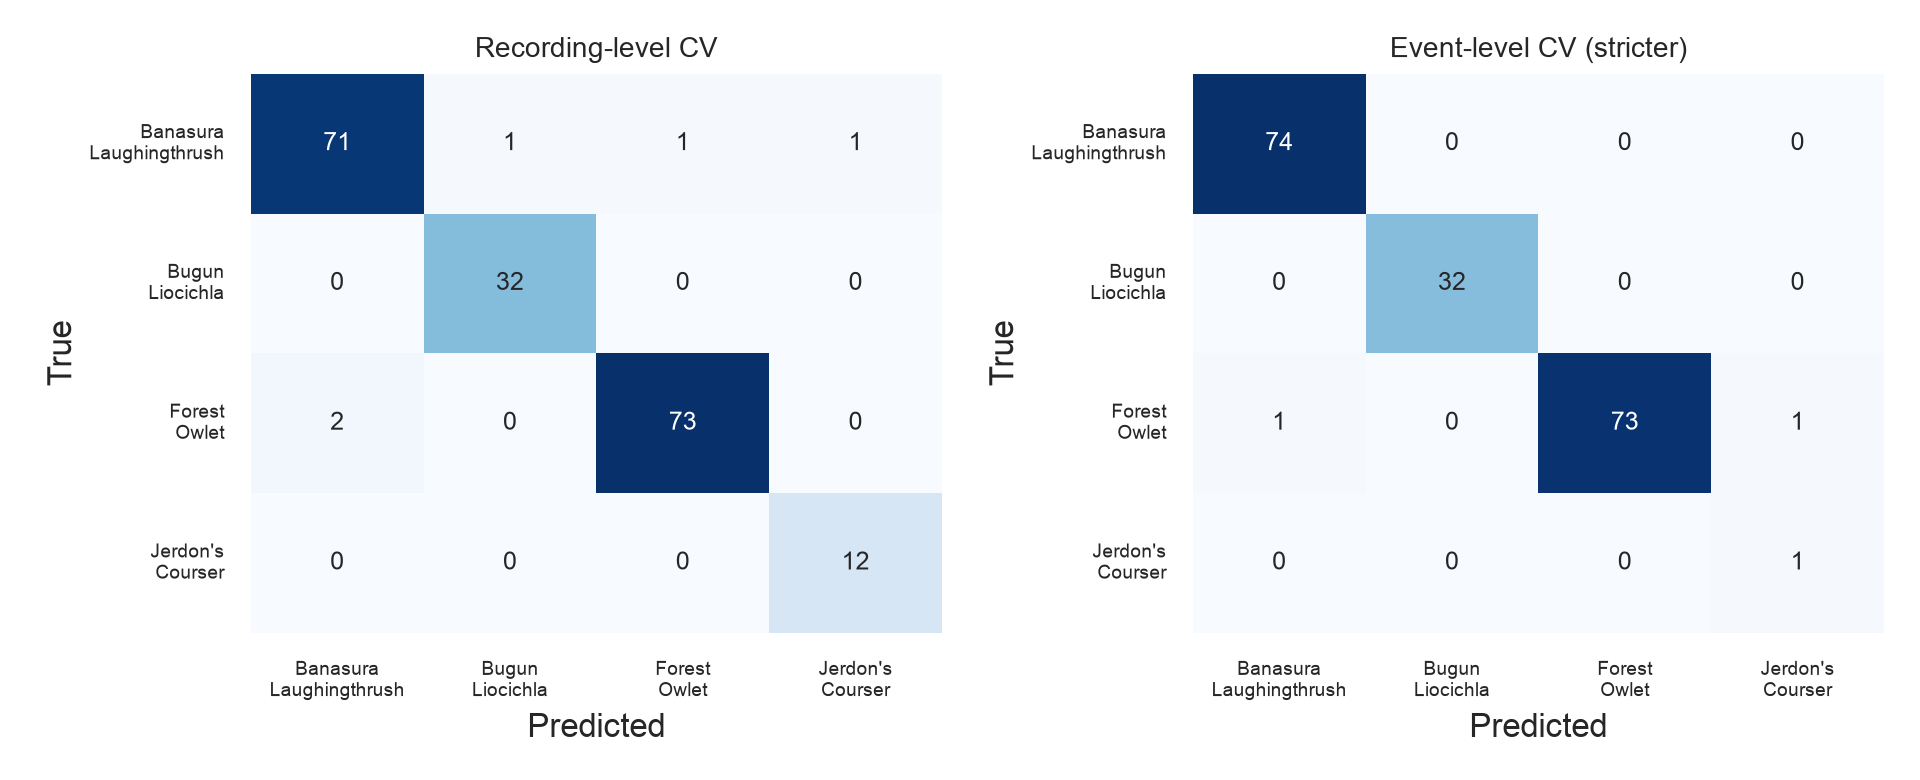 Recording-level CV
Banasura
Laughingthrush
71 1 1 1
Bugun
Liocichla
0 32 0 0
Forest
Owlet
2 0 73 0
Jerdon's
Courser
0 0 0 12
True
Banasura
Laughingthrush
Bugun
Liocichla
Forest
Owlet
Jerdon's
Courser
Predicted
Event-level CV (stricter)
Banasura
Laughingthrush
74 0 0 0
Bugun
Liocichla
0 32 0 0
Forest
Owlet
1 0 73 1
Jerdon's
Courser
0 0 0 1
True
Banasura
Laughingthrush
Bugun
Liocichla
Forest
Owlet
Jerdon's
Courser
Predicted